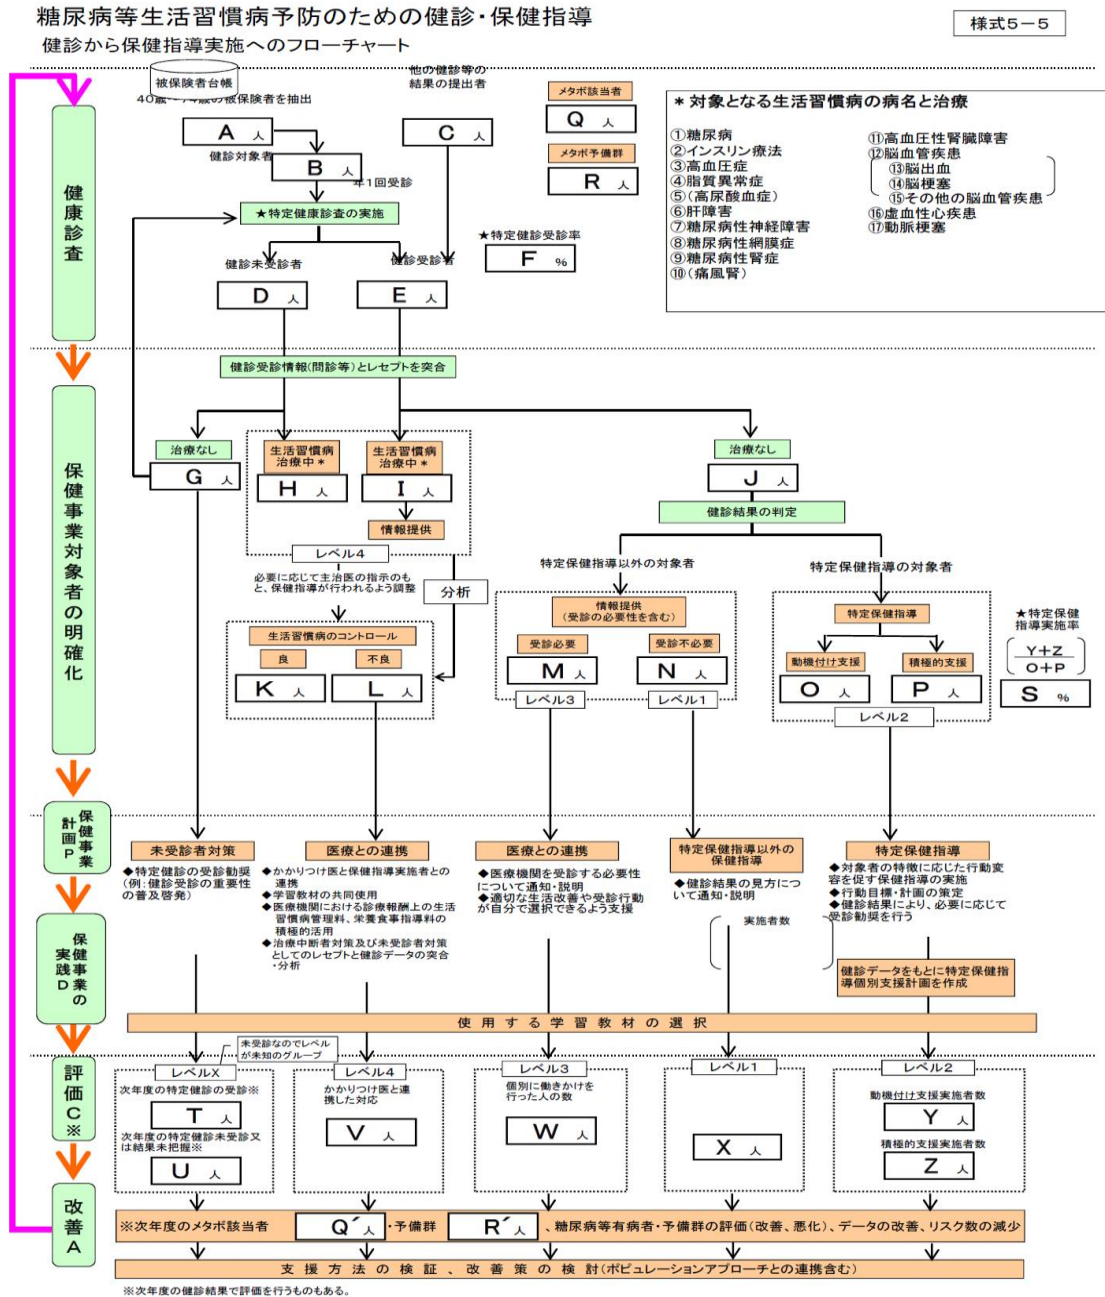 糖尿病等生活習慣病予防のための健診・保健指導
様式5－5
健診から保健指導実施へのフローチャート
被保険者台帳
40歳～74歳の被保険者を抽出
A 人
健診対象者
B 人
年1回受診
他の健診等の
結果の提出者
C 人
メタボ該当者
Q 人
メタボ予備群
R 人
＊対象となる生活習慣病の病名と治療
①糖尿病
②インスリン療法
③高血圧症
④脂質異常症
⑤(高尿酸血症)
⑥肝障害
⑦糖尿病性神経障害
⑧糖尿病性網膜症
⑨糖尿病性腎症
⑩(痛風腎)
⑪高血圧性腎臓障害
⑫脳血管疾患
⑬脳出血
⑭脳梗塞
⑮その他の脳血管疾患
⑯虚血性心疾患
⑰動脈梗塞
健康診査
★特定健康診査の実施
★特定健診受診率
F %
健診未受診者
D 人
健診受診者
E 人
健診受診情報(問診等)とレセプトを突合
保健事業対象者の明確化
治療なし
G 人
生活習慣病
治療中＊
H 人
生活習慣病
治療中＊
I 人
情報提供
レベル4
治療なし
J 人
健診結果の判定
必要に応じて主治医の指示のも
と、保健指導が行われるよう調整
分析
生活習慣病のコントロール
良
不良
K 人
L 人
特定保健指導以外の対象者
情報提供
(受診の必要性を含む)
受診必要
受診不必要
M 人
N 人
レベル3
レベル1
特定保健指導の対象者
特定保健指導
動機付け支援
積極的支援
O 人
P 人
レベル2
★特定保健
指導実施率
Y＋Z
O＋P
S %
保健事業
計画P
未受診者対策
◆特定健診の受診勧奨
(例:健診受診の重要性
の普及啓発)
医療との連携
◆かかりつけ医と保健指導実施者との
連携
◆学習教材の共同使用
◆医療機関における診療報酬上の生活
習慣病管理料、栄養食事指導料の
積極的活用
◆治療中断者対策及び未受診者対策
としてのレセプトと健診データの突合
・分析
医療との連携
◆医療機関を受診する必要性
について通知・説明
◆適切な生活改善や受診行動
が自分で選択できるよう支援
特定保健指導以外の
保健指導
◆健診結果の見方につ
いて通知・説明
実施者数
特定保健指導
◆対象者の特徴に応じた行動変
容を促す保健指導の実施
◆行動目標・計画の策定
◆健診結果により、必要に応じて
受診勧奨を行う
健診データをもとに特定保健指
導個別支援計画を作成
保健事業の
実践D
使用する学習教材の選択
評価C※
未受診なのでレベル
が未知のグループ
レベルX
次年度の特定健診の受診※
T 人
次年度の特定健診未受診又
は結果未把握※
U 人
レベル4
かかりつけ医と連
携した対応
V 人
レベル3
個別に働きかけを
行った人の数
W 人
レベル1
X 人
レベル2
動機付け支援実施者数
Y 人
積極的支援実施者数
Z 人
改善A
※次年度のメタボ該当者 Q´人 ・予備群 R´人 、糖尿病等有病者・予備群の評価(改善、悪化)、データの改善、リスク数の減少
支援方法の検証、改善策の検討(ポピュレーションアプローチとの連携含む)
※次年度の健診結果で評価を行うものもある。